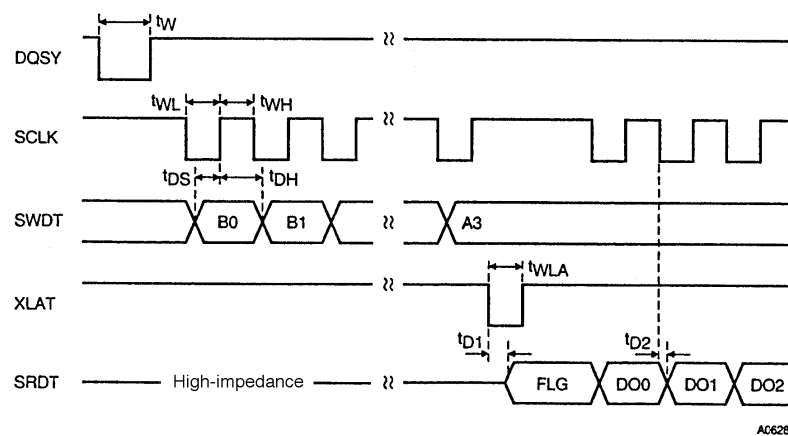 tW
DQSY
tWL
tWH
SCLK
tDS
tDH
SWDT
B0
B1
A3
tWLA
XLAT
tD1
tD2
SRDT
High-impedance
FLG
DO0
DO1
DO2
A0628